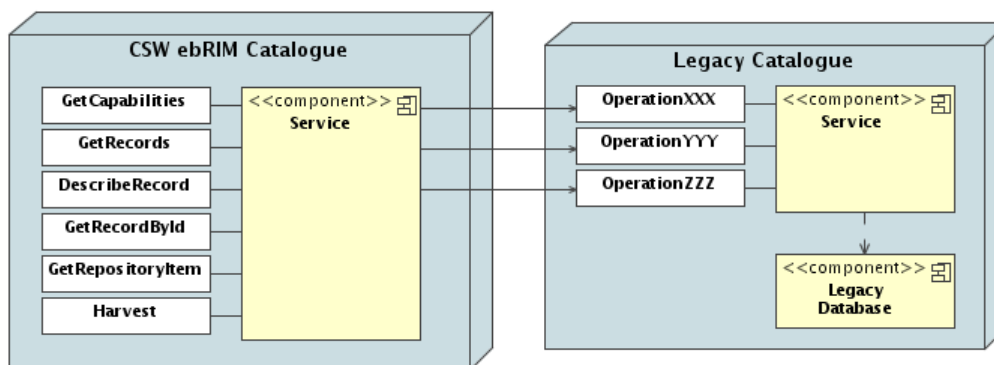 CSW ebRIM Catalogue
GetCapabilities
GetRecords
DescribeRecord
GetRecordById
GetRepositoryItem
Harvest
<<component>>
Service
Legacy Catalogue
OperationXXX
OperationYYY
OperationZZZ
<<component>>
Service
<<component>>
Legacy
Database